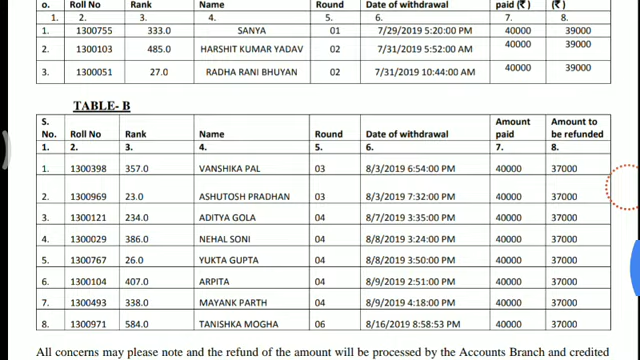 o. Roll No Rank Name Round Date of withdrawal paid (₹) (₹)
1. 2. 3. 4. 5. 6. 7. 8.
1. 1300755 333.0 SANYA 01 7/29/2019 5:20:00 PM 40000 39000
2. 1300103 485.0 HARSHIT KUMAR YADAV 02 7/31/2019 5:52:00 AM 40000 39000
3. 1300051 27.0 RADHA RANI BHUYAN 02 7/31/2019 10:44:00 AM 40000 39000
TABLE- B
S. No. Roll No Rank Name Round Date of withdrawal Amount paid Amount to be refunded
1. 2. 3. 4. 5. 6. 7. 8.
1. 1300398 357.0 VANSHIKA PAL 03 8/3/2019 6:54:00 PM 40000 37000
2. 1300969 23.0 ASHUTOSH PRADHAN 03 8/3/2019 7:32:00 PM 40000 37000
3. 1300121 234.0 ADITYA GOLA 04 8/7/2019 3:35:00 PM 40000 37000
4. 1300029 386.0 NEHAL SONI 04 8/8/2019 3:24:00 PM 40000 37000
5. 1300767 26.0 YUKTA GUPTA 04 8/8/2019 3:50:00 PM 40000 37000
6. 1300104 407.0 ARPITA 04 8/9/2019 2:51:00 PM 40000 37000
7. 1300493 338.0 MAYANK PARTH 04 8/9/2019 4:18:00 PM 40000 37000
8. 1300971 584.0 TANISHKA MOGHA 06 8/16/2019 8:58:53 PM 40000 37000
All concerns may please note and the refund of the amount will be processed by the Accounts Branch and credited